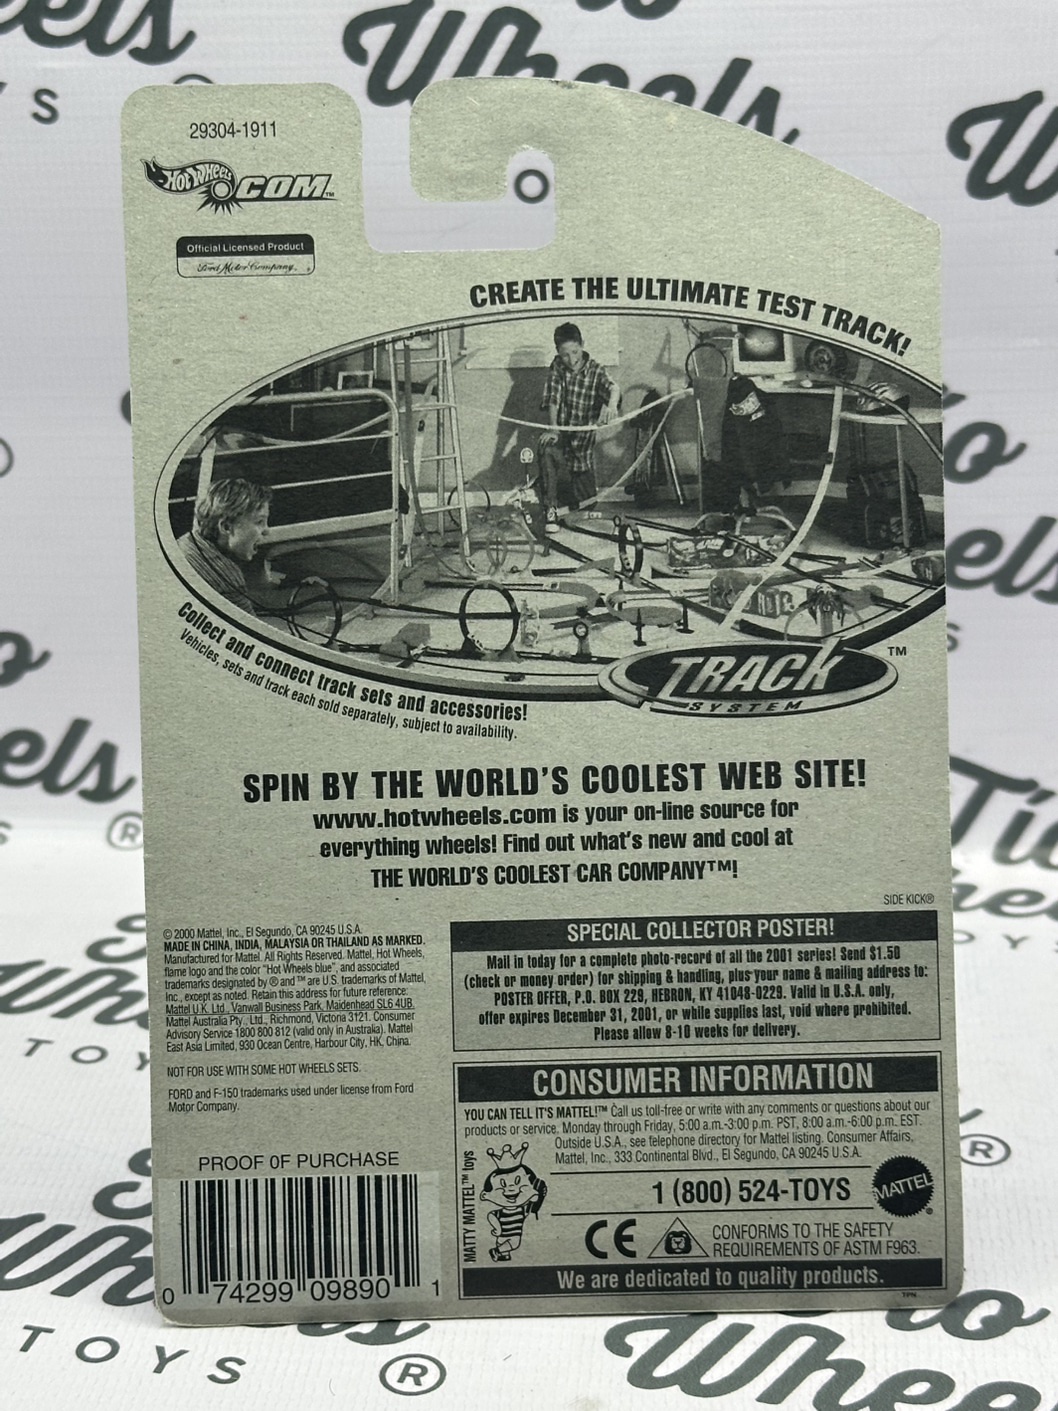 29304-1911
Hot Wheels.COM™
Official Licensed Product
Ford Motor Company.
CREATE THE ULTIMATE TEST TRACK!
Collect and connect track sets and accessories!
Vehicles, sets and track each sold separately, subject to availability.
TRACK™
SYSTEM
SPIN BY THE WORLD'S COOLEST WEB SITE!
www.hotwheels.com is your on-line source for
everything wheels! Find out what's new and cool at
THE WORLD'S COOLEST CAR COMPANY™!
SIDE KICK®
© 2000 Mattel, Inc., El Segundo, CA 90245 U.S.A.
MADE IN CHINA, INDIA, MALAYSIA OR THAILAND AS MARKED.
Manufactured for Mattel. All Rights Reserved. Mattel, Hot Wheels,
flame logo and the color "Hot Wheels blue", and associated
trademarks designated by ® and ™ are U.S. trademarks of Mattel,
Inc., except as noted. Retain this address for future reference:
Mattel U.K. Ltd., Vanwall Business Park, Maidenhead SL6 4UB.
Mattel Australia Pty., Ltd., Richmond, Victoria 3121. Consumer
Advisory Service 1800 800 812 (valid only in Australia). Mattel
East Asia Limited, 930 Ocean Centre, Harbour City, HK, China.
NOT FOR USE WITH SOME HOT WHEELS SETS.
FORD and F-150 trademarks used under license from Ford
Motor Company.
PROOF OF PURCHASE
0 74299 09890 1
SPECIAL COLLECTOR POSTER!
Mail in today for a complete photo-record of all the 2001 series! Send $1.50
(check or money order) for shipping & handling, plus your name & mailing address to:
POSTER OFFER, P.O. BOX 229, HEBRON, KY 41048-0229. Valid in U.S.A. only,
offer expires December 31, 2001, or while supplies last, void where prohibited.
Please allow 8-10 weeks for delivery.
CONSUMER INFORMATION
YOU CAN TELL IT'S MATTEL!™ Call us toll-free or write with any comments or questions about our
products or service. Monday through Friday, 5:00 a.m.-3:00 p.m. PST, 8:00 a.m.-6:00 p.m. EST.
Outside U.S.A., see telephone directory for Mattel listing. Consumer Affairs,
Mattel, Inc., 333 Continental Blvd., El Segundo, CA 90245 U.S.A.
MATTY MATTEL™ toys
1 (800) 524-TOYS
MATTEL®
CE
CONFORMS TO THE SAFETY
REQUIREMENTS OF ASTM F963.
We are dedicated to quality products.
Wheels
TOYS ®